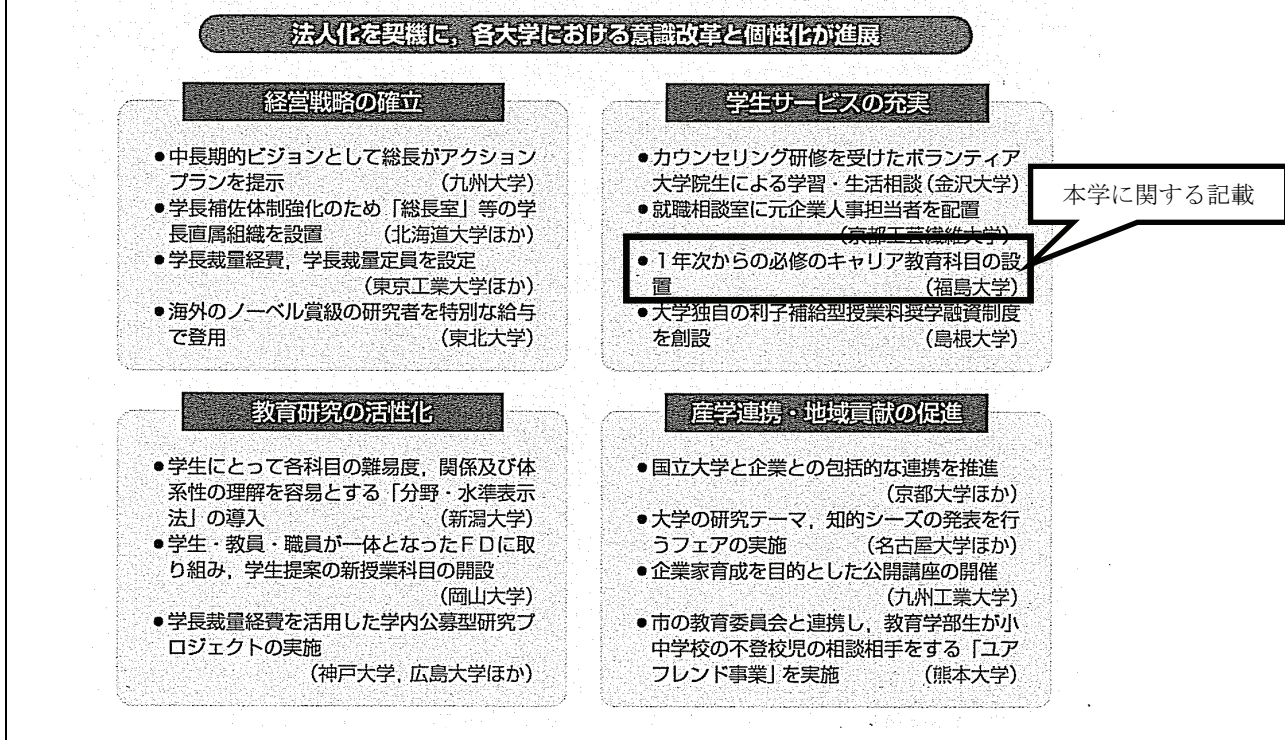 法人化を契機に，各大学における意識改革と個性化が進展
経営戦略の確立
●中長期的ビジョンとして総長がアクション
プランを提示 （九州大学）
●学長補佐体制強化のため「総長室」等の学
長直属組織を設置 （北海道大学ほか）
●学長裁量経費，学長裁量定員を設定
（東京工業大学ほか）
●海外のノーベル賞級の研究者を特別な給与
で登用 （東北大学）
学生サービスの充実
●カウンセリング研修を受けたボランティア
大学院生による学習・生活相談（金沢大学）
●就職相談室に元企業人事担当者を配置
（京都工芸繊維大学）
●１年次からの必修のキャリア教育科目の設
置 （福島大学）
●大学独自の利子補給型授業料奨学融資制度
を創設 （島根大学）
本学に関する記載
教育研究の活性化
●学生にとって各科目の難易度，関係及び体
系性の理解を容易とする「分野・水準表示
法」の導入 （新潟大学）
●学生・教員・職員が一体となったＦＤに取
り組み，学生提案の新授業科目の開設
（岡山大学）
●学長裁量経費を活用した学内公募型研究プ
ロジェクトの実施
（神戸大学，広島大学ほか）
産学連携・地域貢献の促進
●国立大学と企業との包括的な連携を推進
（京都大学ほか）
●大学の研究テーマ，知的シーズの発表を行
うフェアの実施 （名古屋大学ほか）
●企業家育成を目的とした公開講座の開催
（九州工業大学）
●市の教育委員会と連携し，教育学部生が小
中学校の不登校児の相談相手をする「ユア
フレンド事業」を実施 （熊本大学）